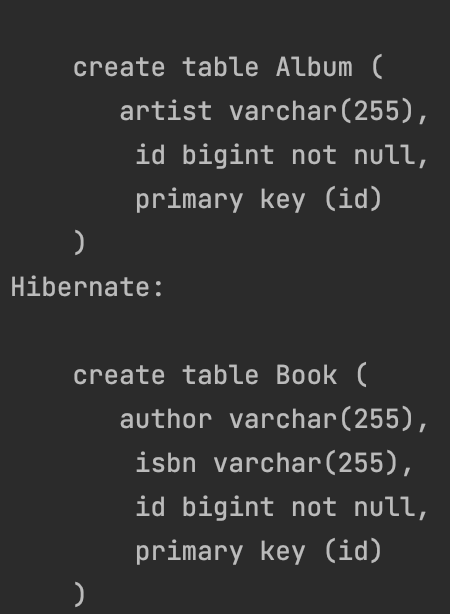 create table Album (
artist varchar(255),
id bigint not null,
primary key (id)
)
Hibernate:
create table Book (
author varchar(255),
isbn varchar(255),
id bigint not null,
primary key (id)
)